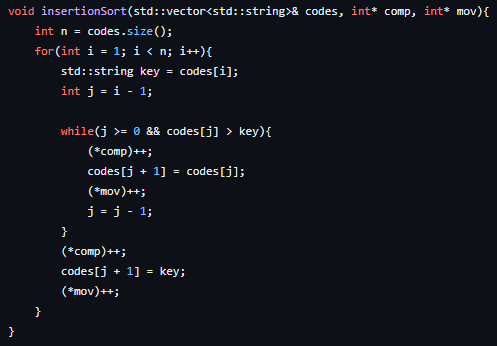 void insertionSort(std::vector<std::string>& codes, int* comp, int* mov){
    int n = codes.size();
    for(int i = 1; i < n; i++){
        std::string key = codes[i];
        int j = i - 1;

        while(j >= 0 && codes[j] > key){
            (*comp)++;
            codes[j + 1] = codes[j];
            (*mov)++;
            j = j - 1;
        }
        (*comp)++;
        codes[j + 1] = key;
        (*mov)++;
    }
}